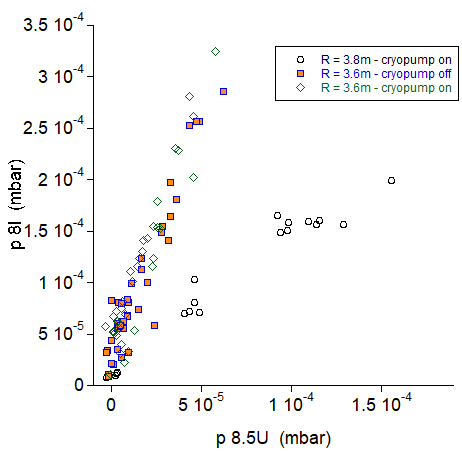 3.5 10⁻⁴
3 10⁻⁴
2.5 10⁻⁴
2 10⁻⁴
1.5 10⁻⁴
1 10⁻⁴
5 10⁻⁵
0
p 8I (mbar)
R = 3.8m - cryopump on
R = 3.6m - cryopump off
R = 3.6m - cryopump on
0 5 10⁻⁵ 1 10⁻⁴ 1.5 10⁻⁴
p 8.5U (mbar)